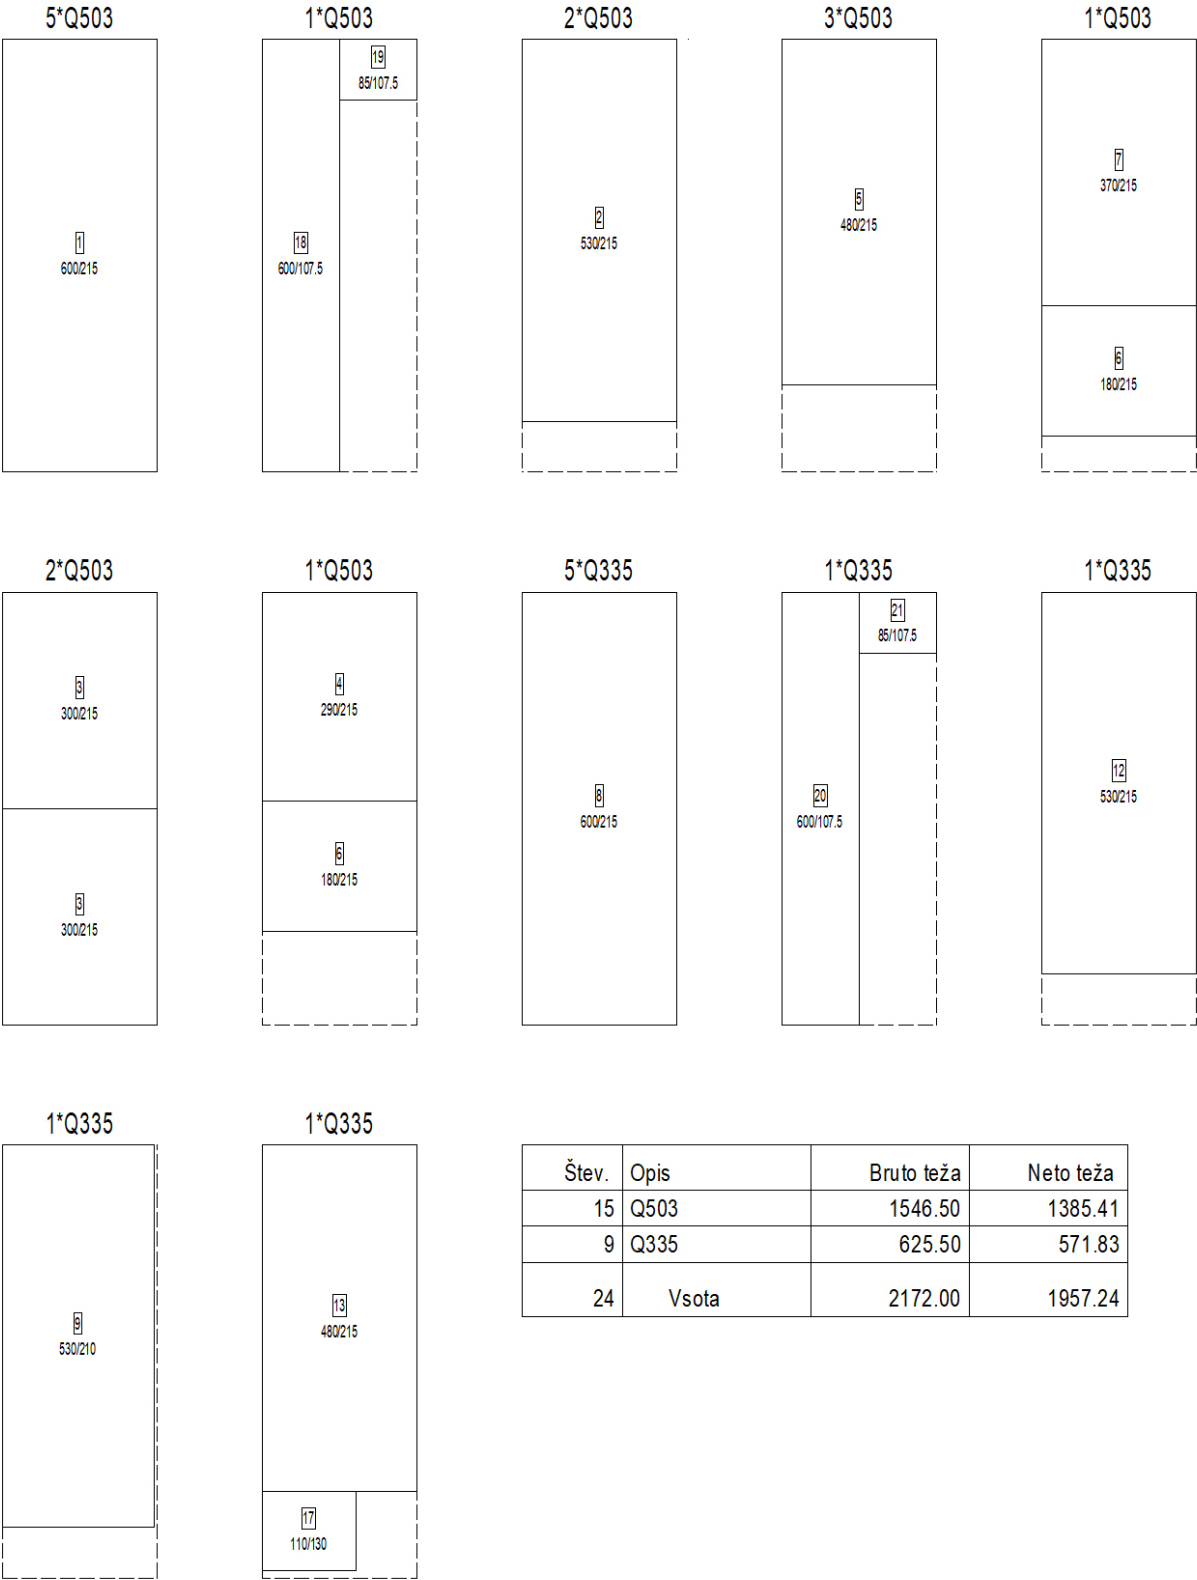 5*Q503
1*Q503
2*Q503
3*Q503
1*Q503
1
600/215
19
85/107.5
18
600/107.5
2
530/215
5
480/215
7
370/215
6
180/215
2*Q503
1*Q503
5*Q335
1*Q335
1*Q335
3
300/215
3
300/215
4
290/215
6
180/215
8
600/215
21
85/107.5
20
600/107.5
12
530/215
1*Q335
1*Q335
9
530/210
13
480/215
17
110/130
Štev. Opis Bruto teža Neto teža
15 Q503 1546.50 1385.41
9 Q335 625.50 571.83
24 Vsota 2172.00 1957.24